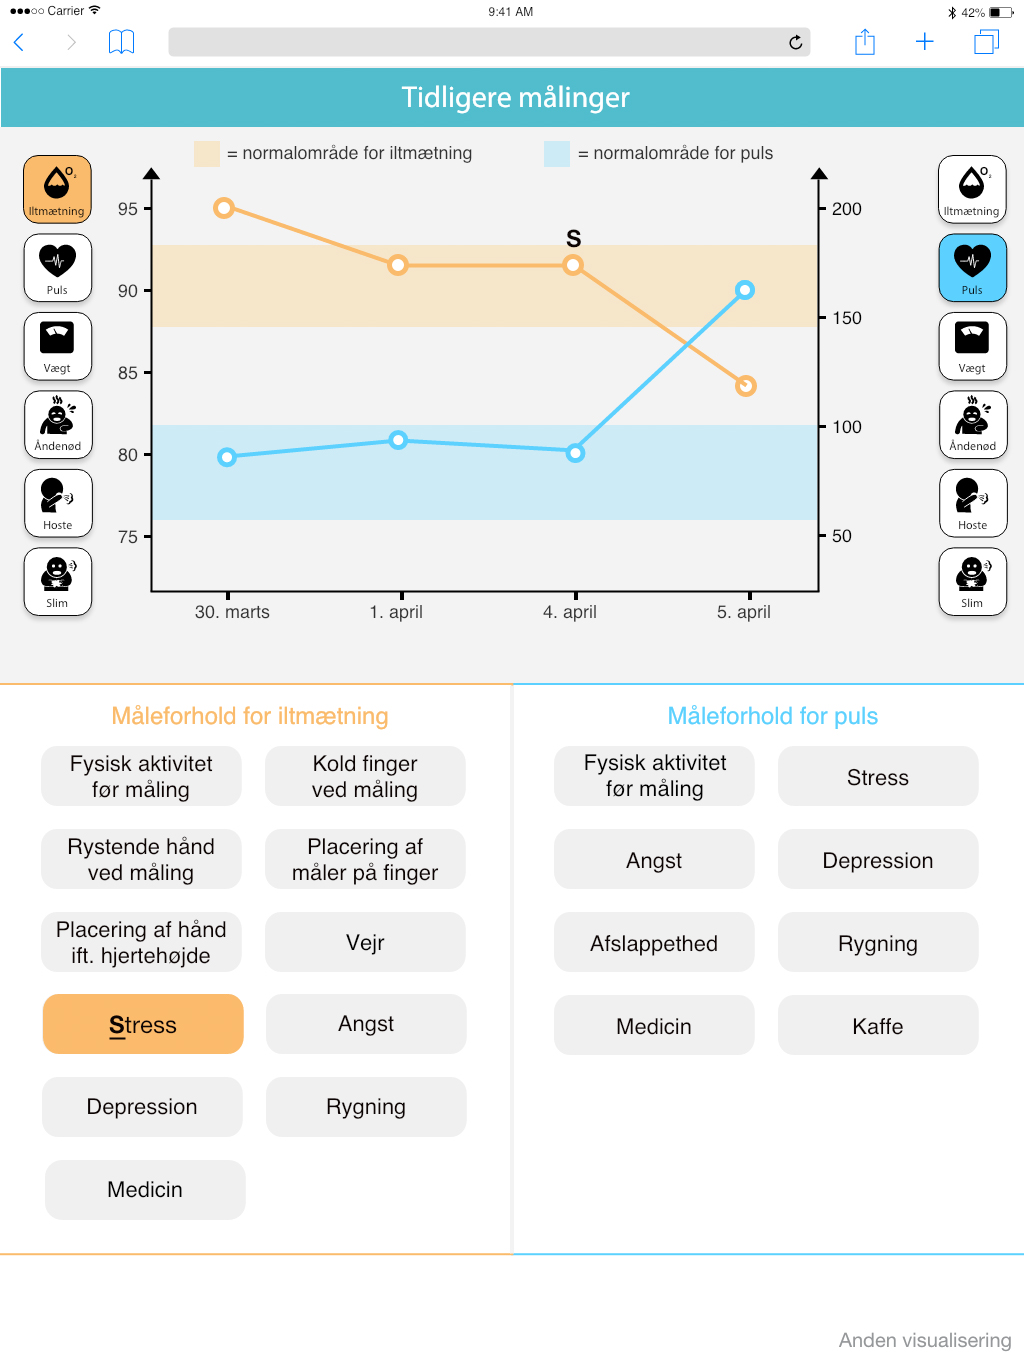 Carrier
9:41 AM
42%
Tidligere målinger
= normalområde for iltmætning
= normalområde for puls
O₂
Iltmætning
Puls
Vægt
Åndenød
Hoste
Slim
95
90
85
80
75
S
200
150
100
50
30. marts
1. april
4. april
5. april
O₂
Iltmætning
Puls
Vægt
Åndenød
Hoste
Slim
Måleforhold for iltmætning
Fysisk aktivitet
før måling
Kold finger
ved måling
Rystende hånd
ved måling
Placering af
måler på finger
Placering af hånd
ift. hjertehøjde
Vejr
Stress
Angst
Depression
Rygning
Medicin
Måleforhold for puls
Fysisk aktivitet
før måling
Stress
Angst
Depression
Afslappethed
Rygning
Medicin
Kaffe
Anden visualisering